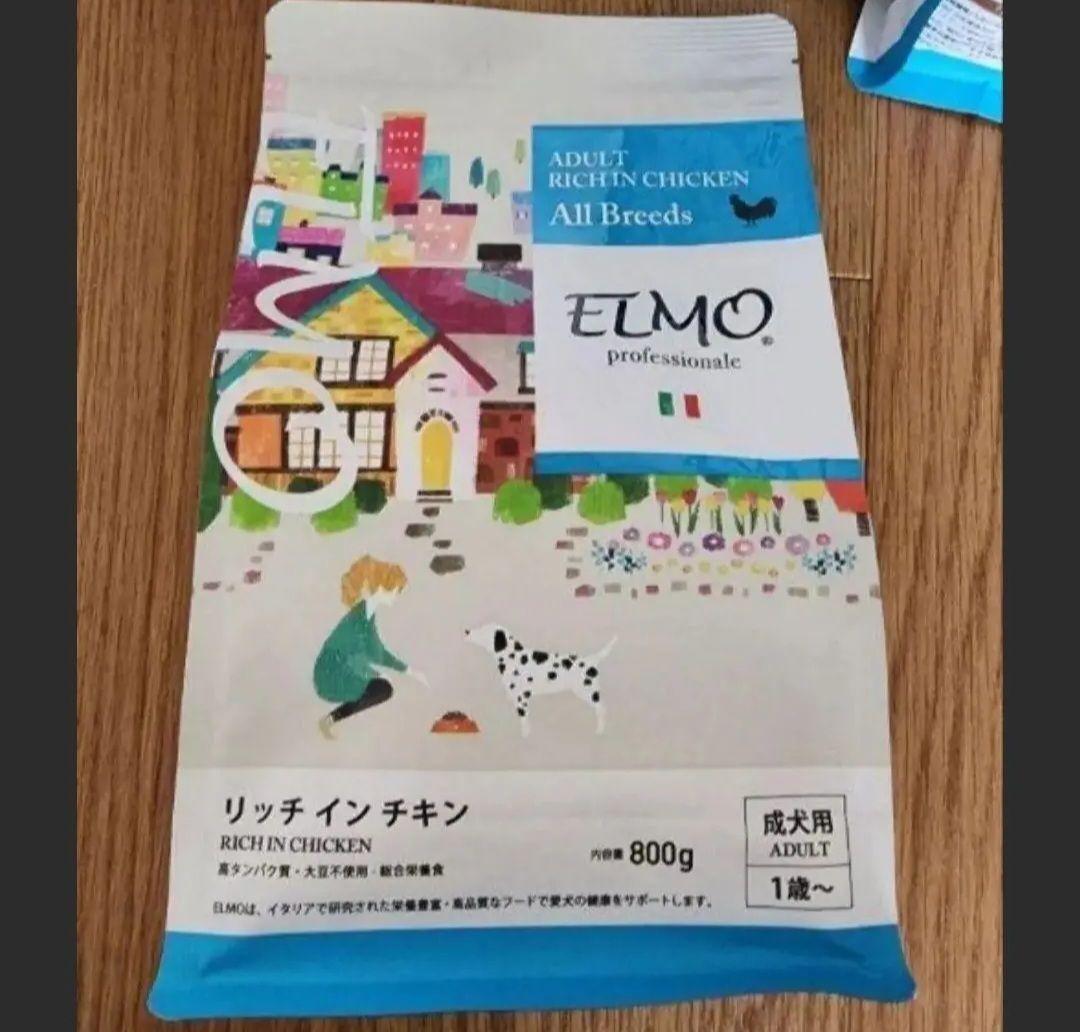 ADULT
RICH IN CHICKEN
All Breeds
ELMO®
professionale
ELMO
リッチ イン チキン
RICH IN CHICKEN
高タンパク質・大豆不使用・総合栄養食
内容量 800g
成犬用
ADULT
1歳～
ELMOは、イタリアで研究された栄養豊富・高品質なフードで愛犬の健康をサポートします。